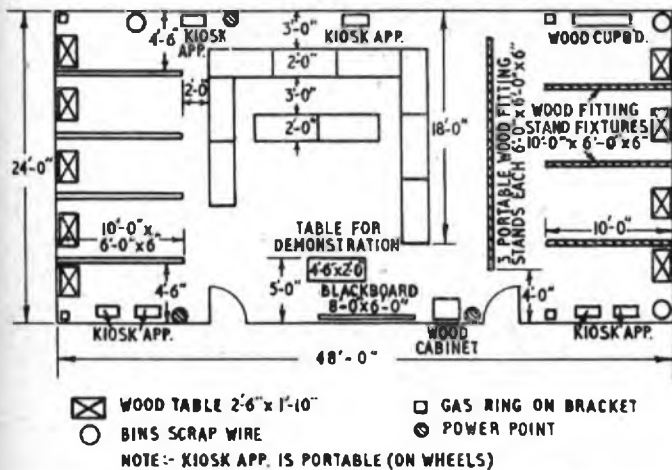 4'-6"
KIOSK APP.
3'-0"
KIOSK APP.
WOOD CUPB'D.
2'-0"
2'-0"
3'-0"
2'-0"
18'-0"
24'-0"
3 PORTABLE WOOD FITTING
STANDS EACH 6'-0"x6'-0"x6"
WOOD FITTING
STAND FIXTURES
10'-0"x 6'-0"x6"
10'-0"x
6'-0"x6"
10'-0"
TABLE FOR
DEMONSTRATION
4'-6"x2'-0
4'-6"
5'-0"
BLACKBOARD
8'-0x6'-0"
4'-0"
KIOSK APP.
WOOD
CABINET
KIOSK APP.
48'-0"
WOOD TABLE 2'-6" x 1'-10"
GAS RING ON BRACKET
BINS SCRAP WIRE
POWER POINT
NOTE:- KIOSK APP. IS PORTABLE (ON WHEELS)